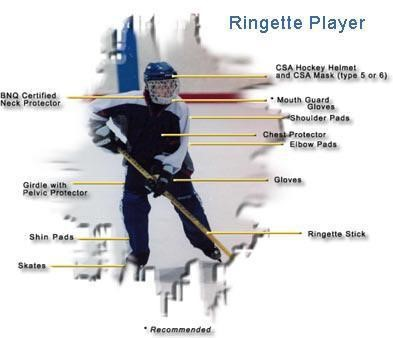 Ringette Player
CSA Hockey Helmet
and CSA Mask (type 5 or 6)
BNQ Certified
Neck Protector
* Mouth Guard
Gloves
Shoulder Pads
Chest Protector
Elbow Pads
Girdle with
Pelvic Protector
Gloves
Shin Pads
Ringette Stick
Skates
* Recommended